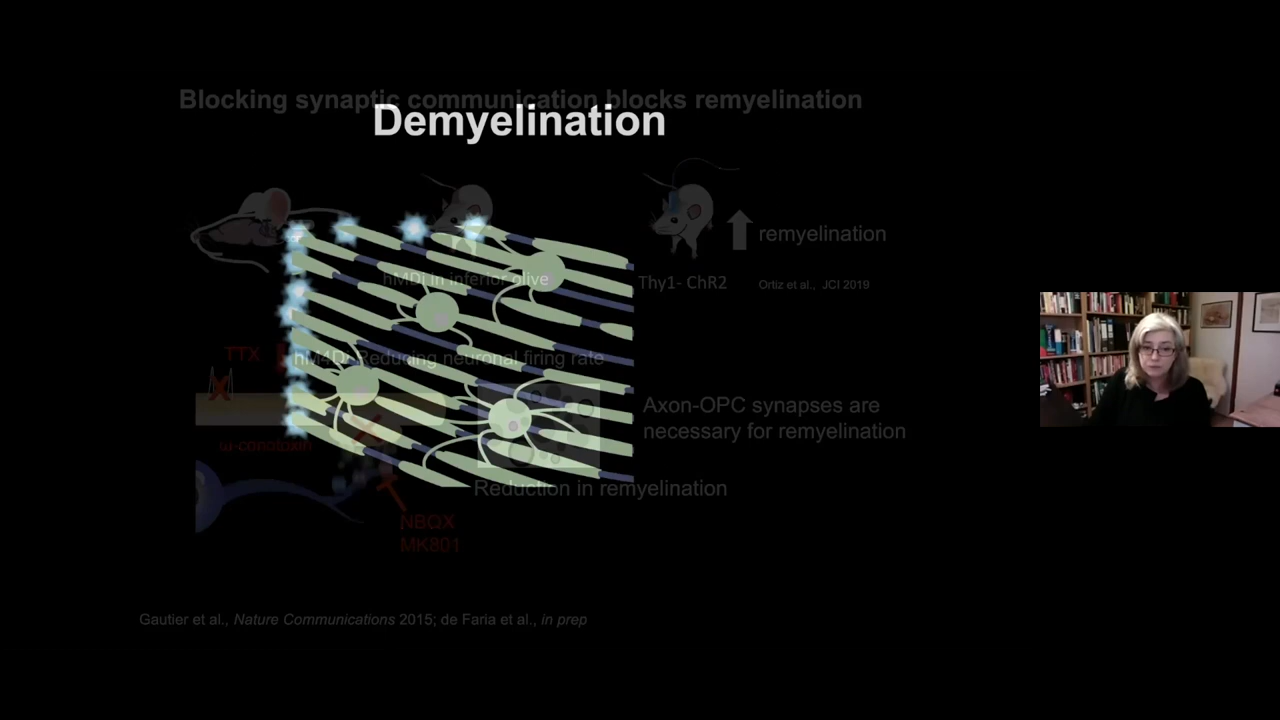 Blocking synaptic communication blocks remyelination
Demyelination
remyelination
hMDi in inferior olive
Thy1- ChR2
Ortiz et al., JCI 2019
TTX
hM4Di Reducing neuronal firing rate
Axon-OPC synapses are
necessary for remyelination
ω-conotoxin
Reduction in remyelination
NBQX
MK801
Gautier et al., Nature Communications 2015; de Faria et al., in prep